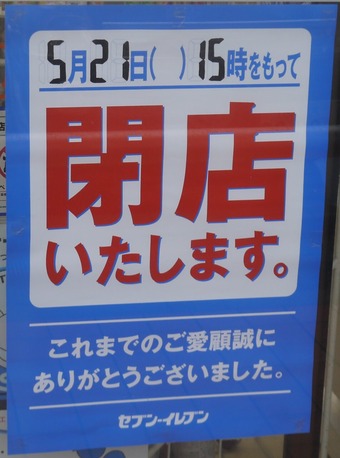 5月21日( )15時をもって
閉店
いたします。
これまでのご愛顧誠に
ありがとうございました。
セブン-イレブン